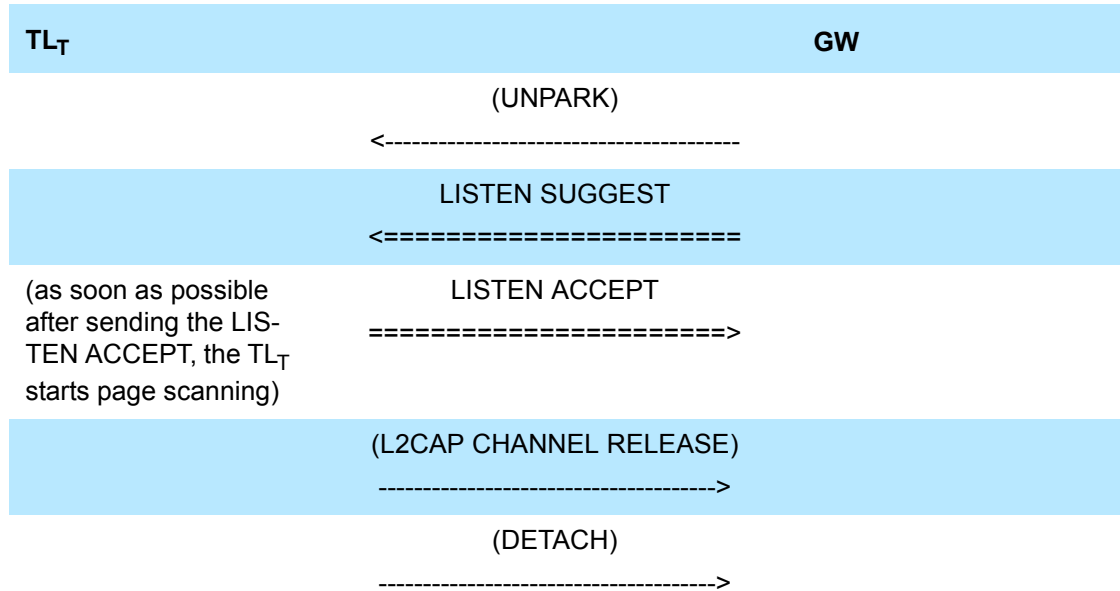 TLT GW
(UNPARK)
<----------------------------------------
LISTEN SUGGEST
<=======================
(as soon as possible LISTEN ACCEPT
after sending the LIS-
=======================>
TEN ACCEPT, the TLT
starts page scanning)
(L2CAP CHANNEL RELEASE)
-------------------------------------->
(DETACH)
-------------------------------------->